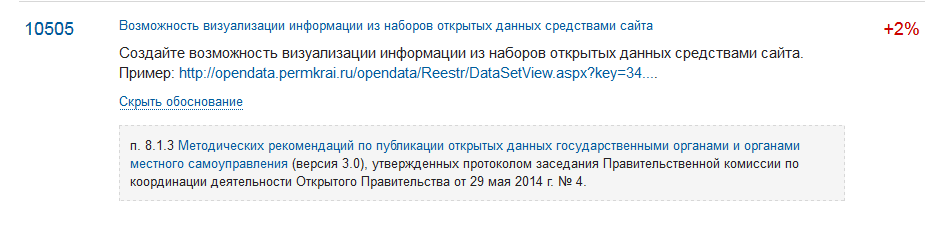 10505 Возможность визуализации информации из наборов открытых данных средствами сайта +2%
Создайте возможность визуализации информации из наборов открытых данных средствами сайта.
Пример: http://opendata.permkrai.ru/opendata/Reestr/DataSetView.aspx?key=34....
Скрыть обоснование
п. 8.1.3 Методических рекомендаций по публикации открытых данных государственными органами и органами
местного самоуправления (версия 3.0), утвержденных протоколом заседания Правительственной комиссии по
координации деятельности Открытого Правительства от 29 мая 2014 г. № 4.